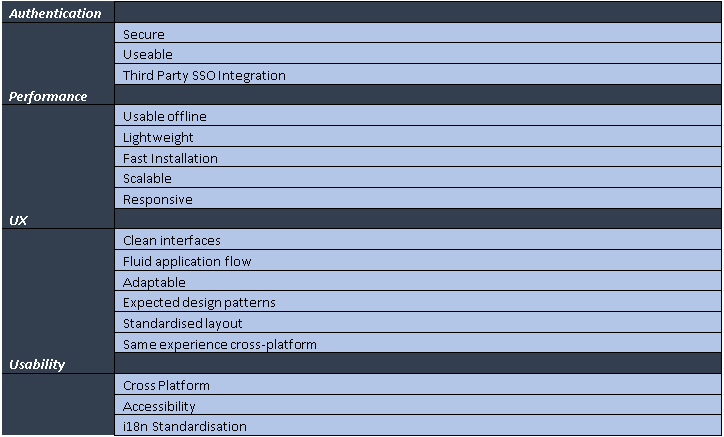 Authentication
Secure
Useable
Third Party SSO Integration
Performance
Usable offline
Lightweight
Fast Installation
Scalable
Responsive
UX
Clean interfaces
Fluid application flow
Adaptable
Expected design patterns
Standardised layout
Same experience cross-platform
Usability
Cross Platform
Accessibility
i18n Standardisation